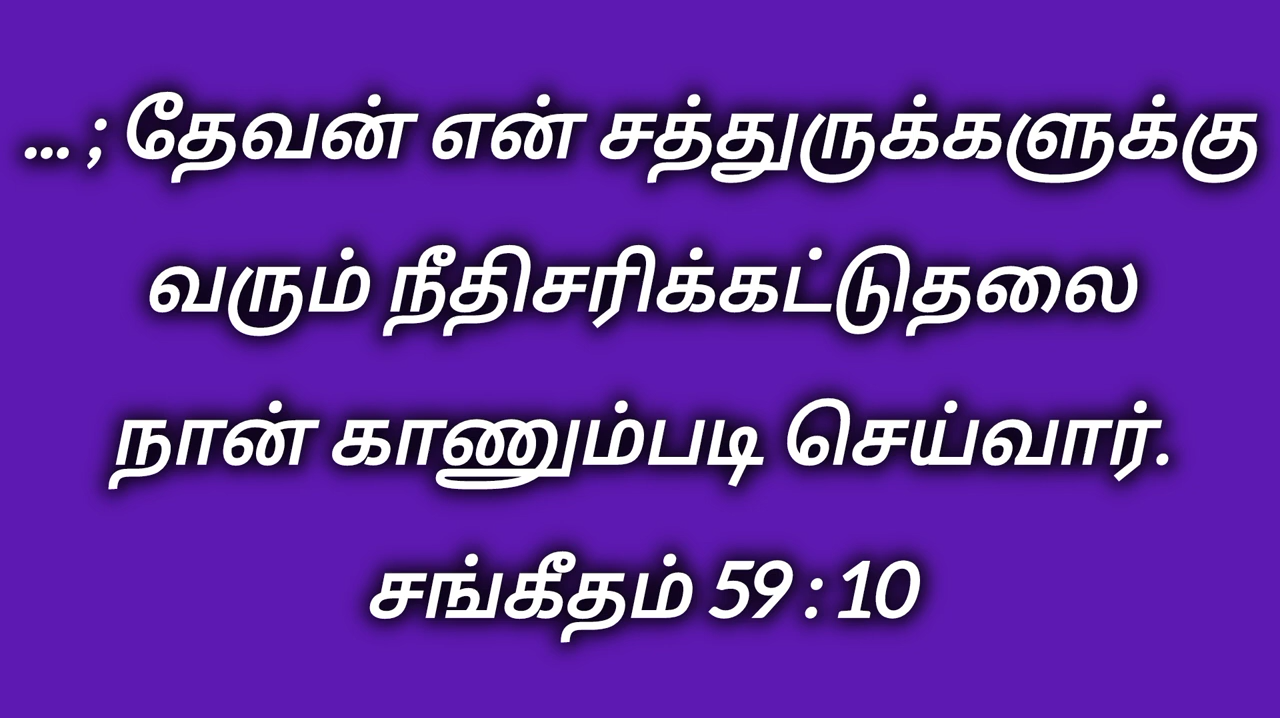 ...; தேவன் என் சத்துருக்களுக்கு
வரும் நீதிசரிக்கட்டுதலை
நான் காணும்படி செய்வார்.
சங்கீதம் 59 : 10